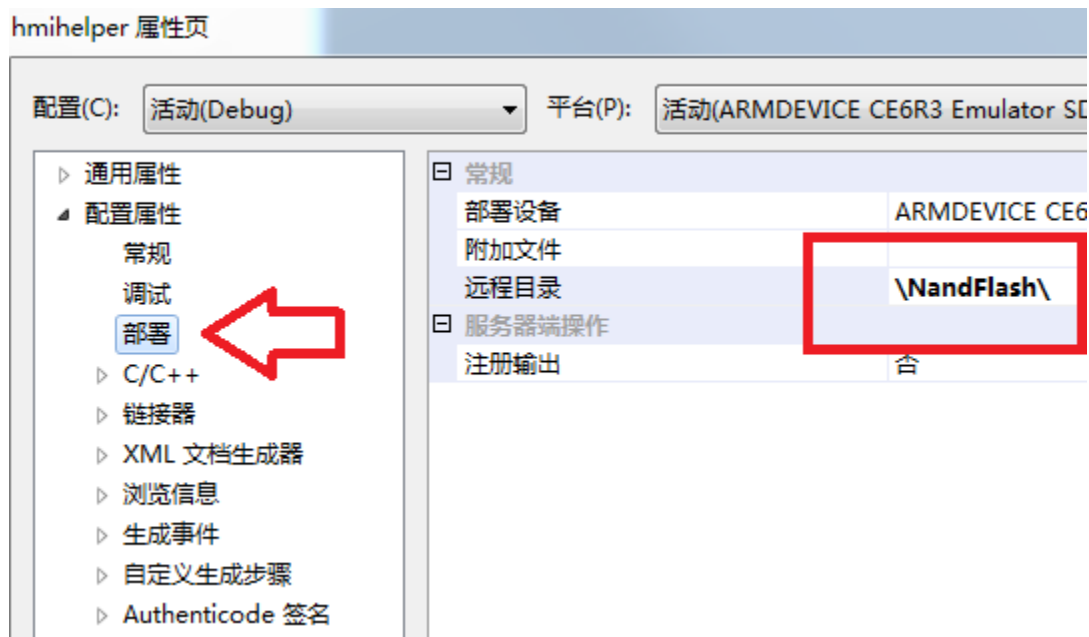 hmihelper 属性页
配置(C): 活动(Debug) 平台(P): 活动(ARMDEVICE CE6R3 Emulator SD
通用属性
配置属性
常规
调试
部署
C/C++
链接器
XML 文档生成器
浏览信息
生成事件
自定义生成步骤
Authenticode 签名
常规
部署设备 ARMDEVICE CE6
附加文件
远程目录 \NandFlash\
服务器端操作
注册输出 否